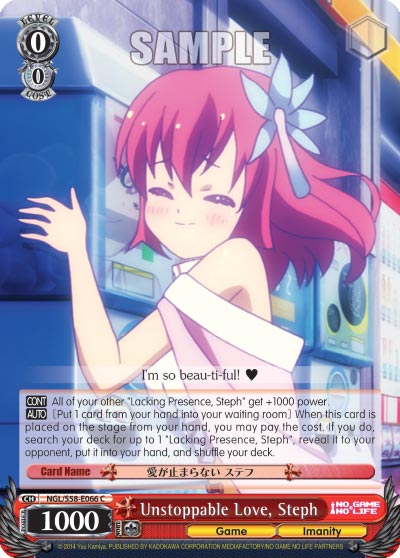 LEVEL
0
0
COST
SAMPLE
I'm so beau-ti-ful! ♥
CONT All of your other "Lacking Presence, Steph" get +1000 power.
AUTO [Put 1 card from your hand into your waiting room] When this card is
placed on the stage from your hand, you may pay the cost. If you do,
search your deck for up to 1 "Lacking Presence, Steph", reveal it to your
opponent, put it into your hand, and shuffle your deck.
Card Name 愛が止まらない ステフ
CH NGL/S58-E066 C
1000
Unstoppable Love, Steph
NO GAME
NO LIFE
Game Imanity
© 2014 Yuu Kamiya, PUBLISHED BY KADOKAWA CORPORATION MEDIAFACTORY/NO GAME NO LIFE PARTNERS